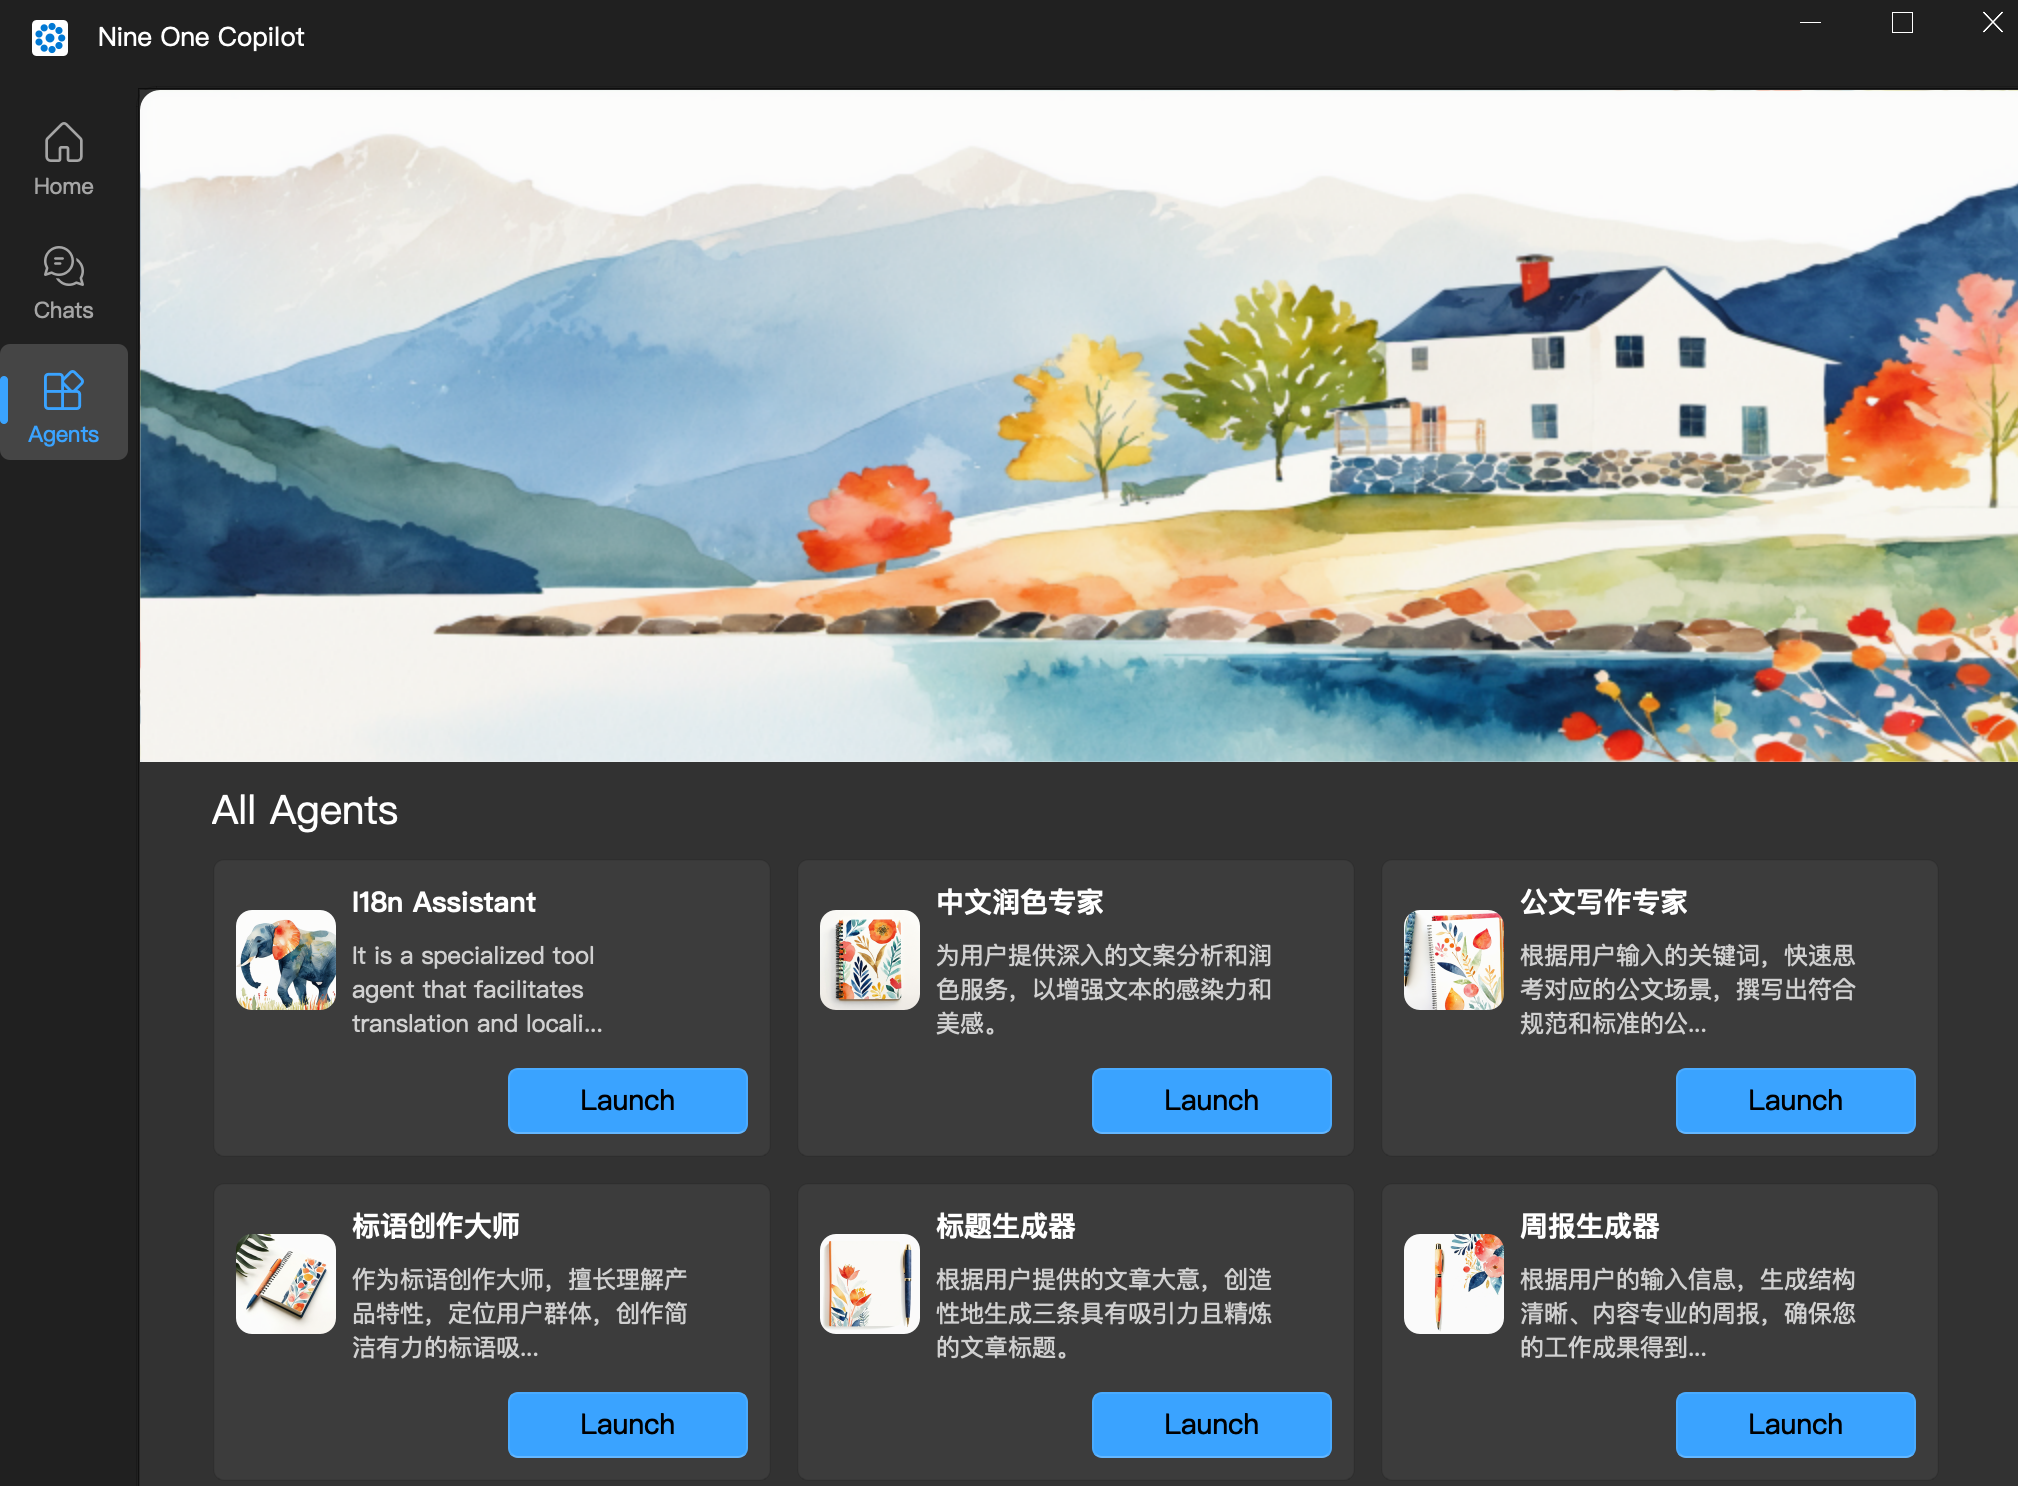 Nine One Copilot
Home
Chats
Agents
All Agents
I18n Assistant
It is a specialized tool
agent that facilitates
translation and locali...
Launch
中文润色专家
为用户提供深入的文案分析和润
色服务，以增强文本的感染力和
美感。
Launch
公文写作专家
根据用户输入的关键词，快速思
考对应的公文场景，撰写出符合
规范和标准的公...
Launch
标语创作大师
作为标语创作大师，擅长理解产
品特性，定位用户群体，创作简
洁有力的标语吸...
Launch
标题生成器
根据用户提供的文章大意，创造
性地生成三条具有吸引力且精炼
的文章标题。
Launch
周报生成器
根据用户的输入信息，生成结构
清晰、内容专业的周报，确保您
的工作成果得到...
Launch